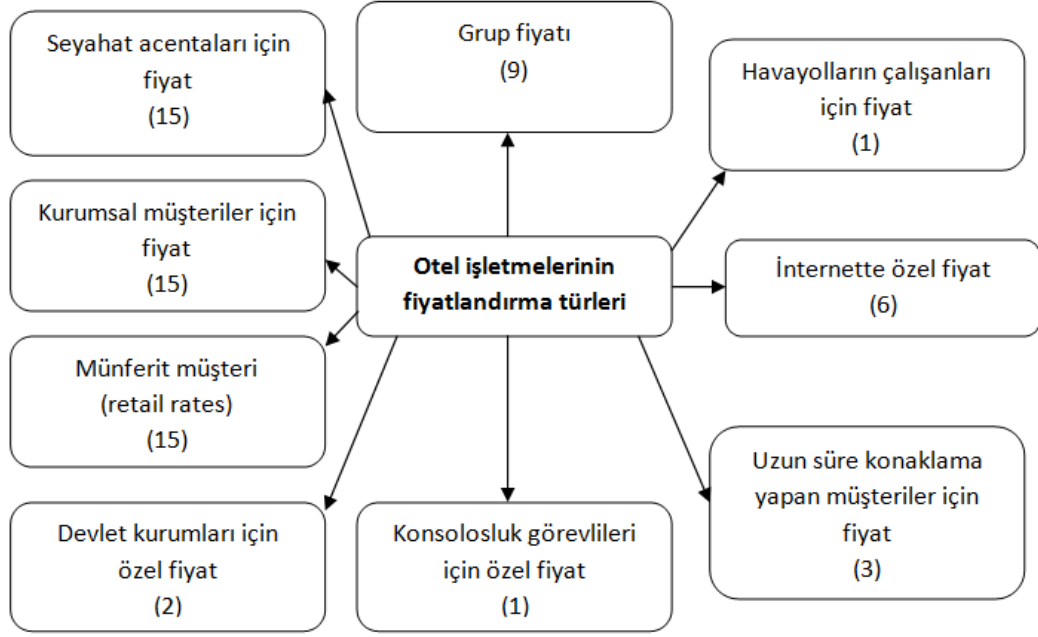 Seyahat acentaları için
fiyat
(15)
Grup fiyatı
(9)
Havayolların çalışanları
için fiyat
(1)
Kurumsal müşteriler için
fiyat
(15)
Otel işletmelerinin
fiyatlandırma türleri
İnternette özel fiyat
(6)
Münferit müşteri
(retail rates)
(15)
Uzun süre konaklama
yapan müşteriler için
fiyat
(3)
Devlet kurumları için
özel fiyat
(2)
Konsolosluk görevlileri
için özel fiyat
(1)